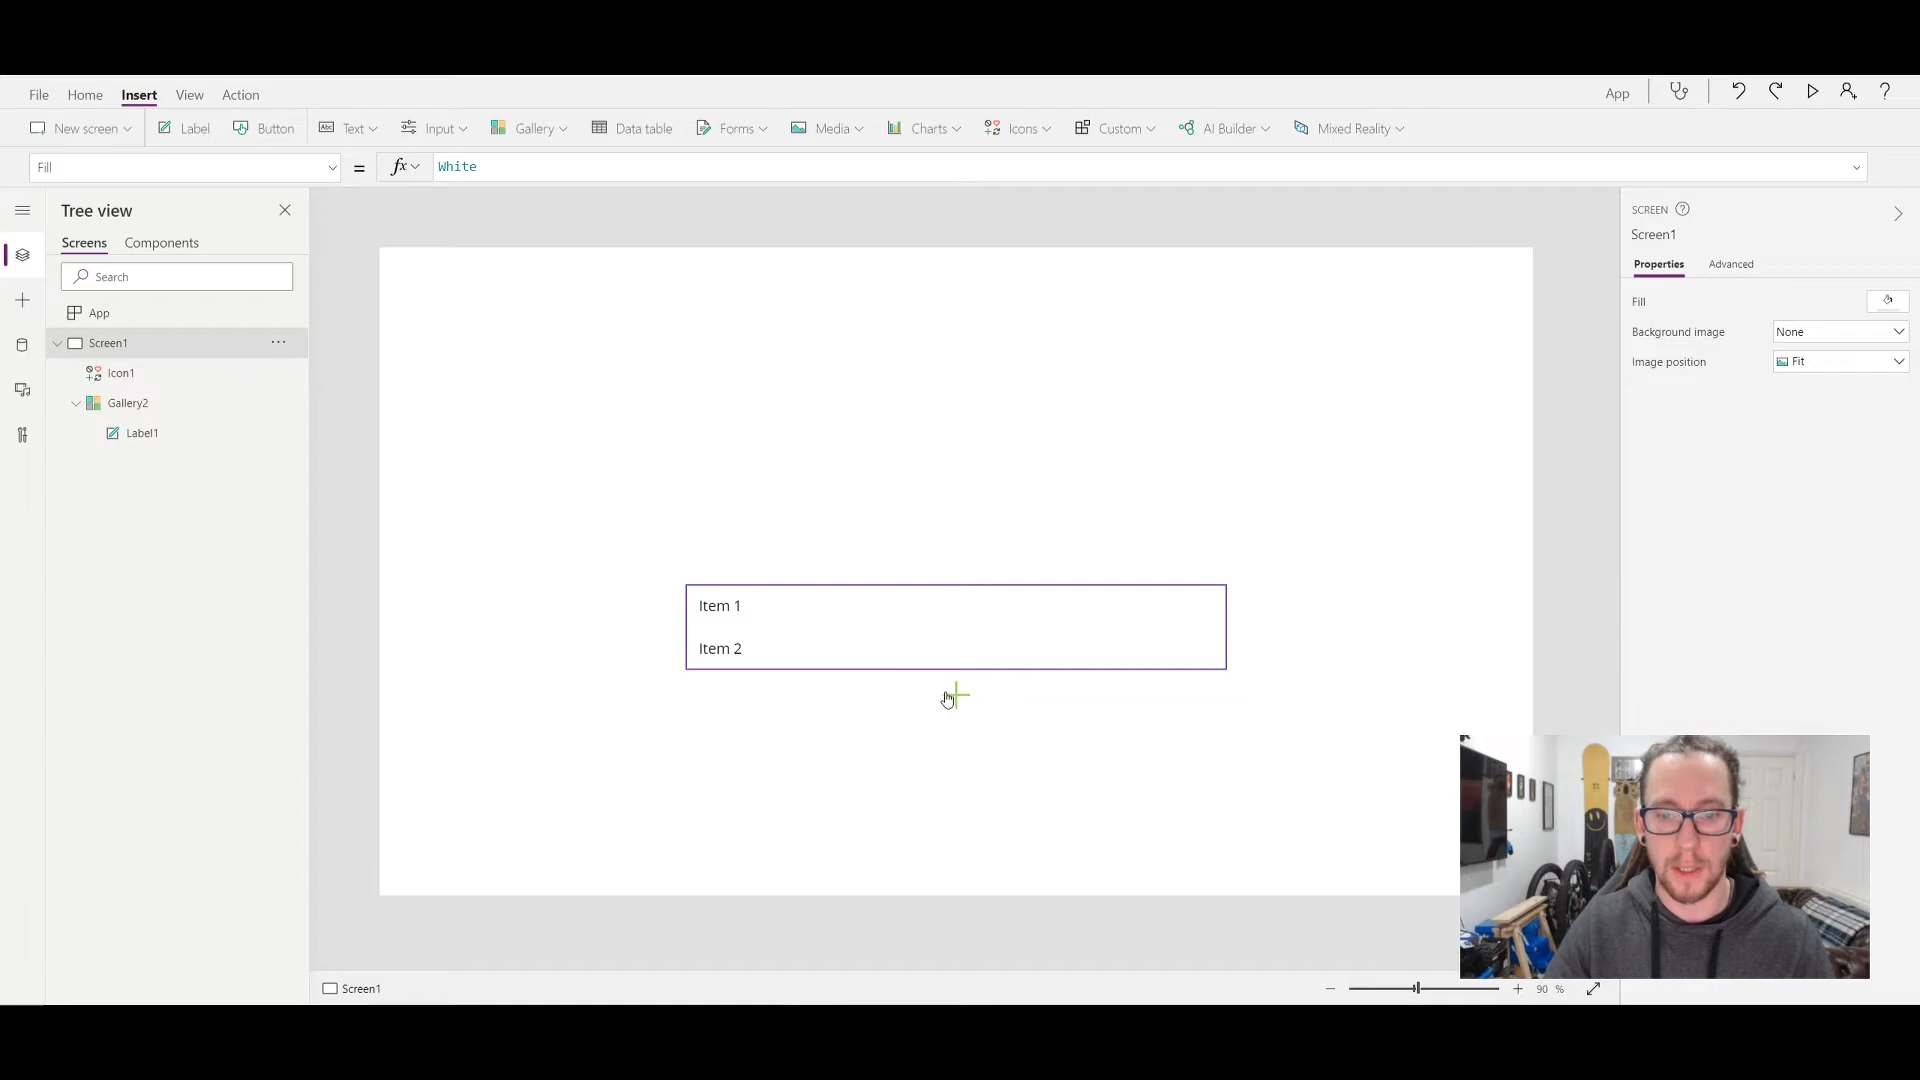 File Home Insert View Action App
New screen Label Button Text Input Gallery Data table Forms Media Charts Icons Custom AI Builder Mixed Reality
Fill = fx White
Tree view
Screens Components
Search
App
Screen1
Icon1
Gallery2
Label1
Item 1
Item 2
SCREEN
Screen1
Properties Advanced
Fill
Background image None
Image position Fit
Screen1 90 %